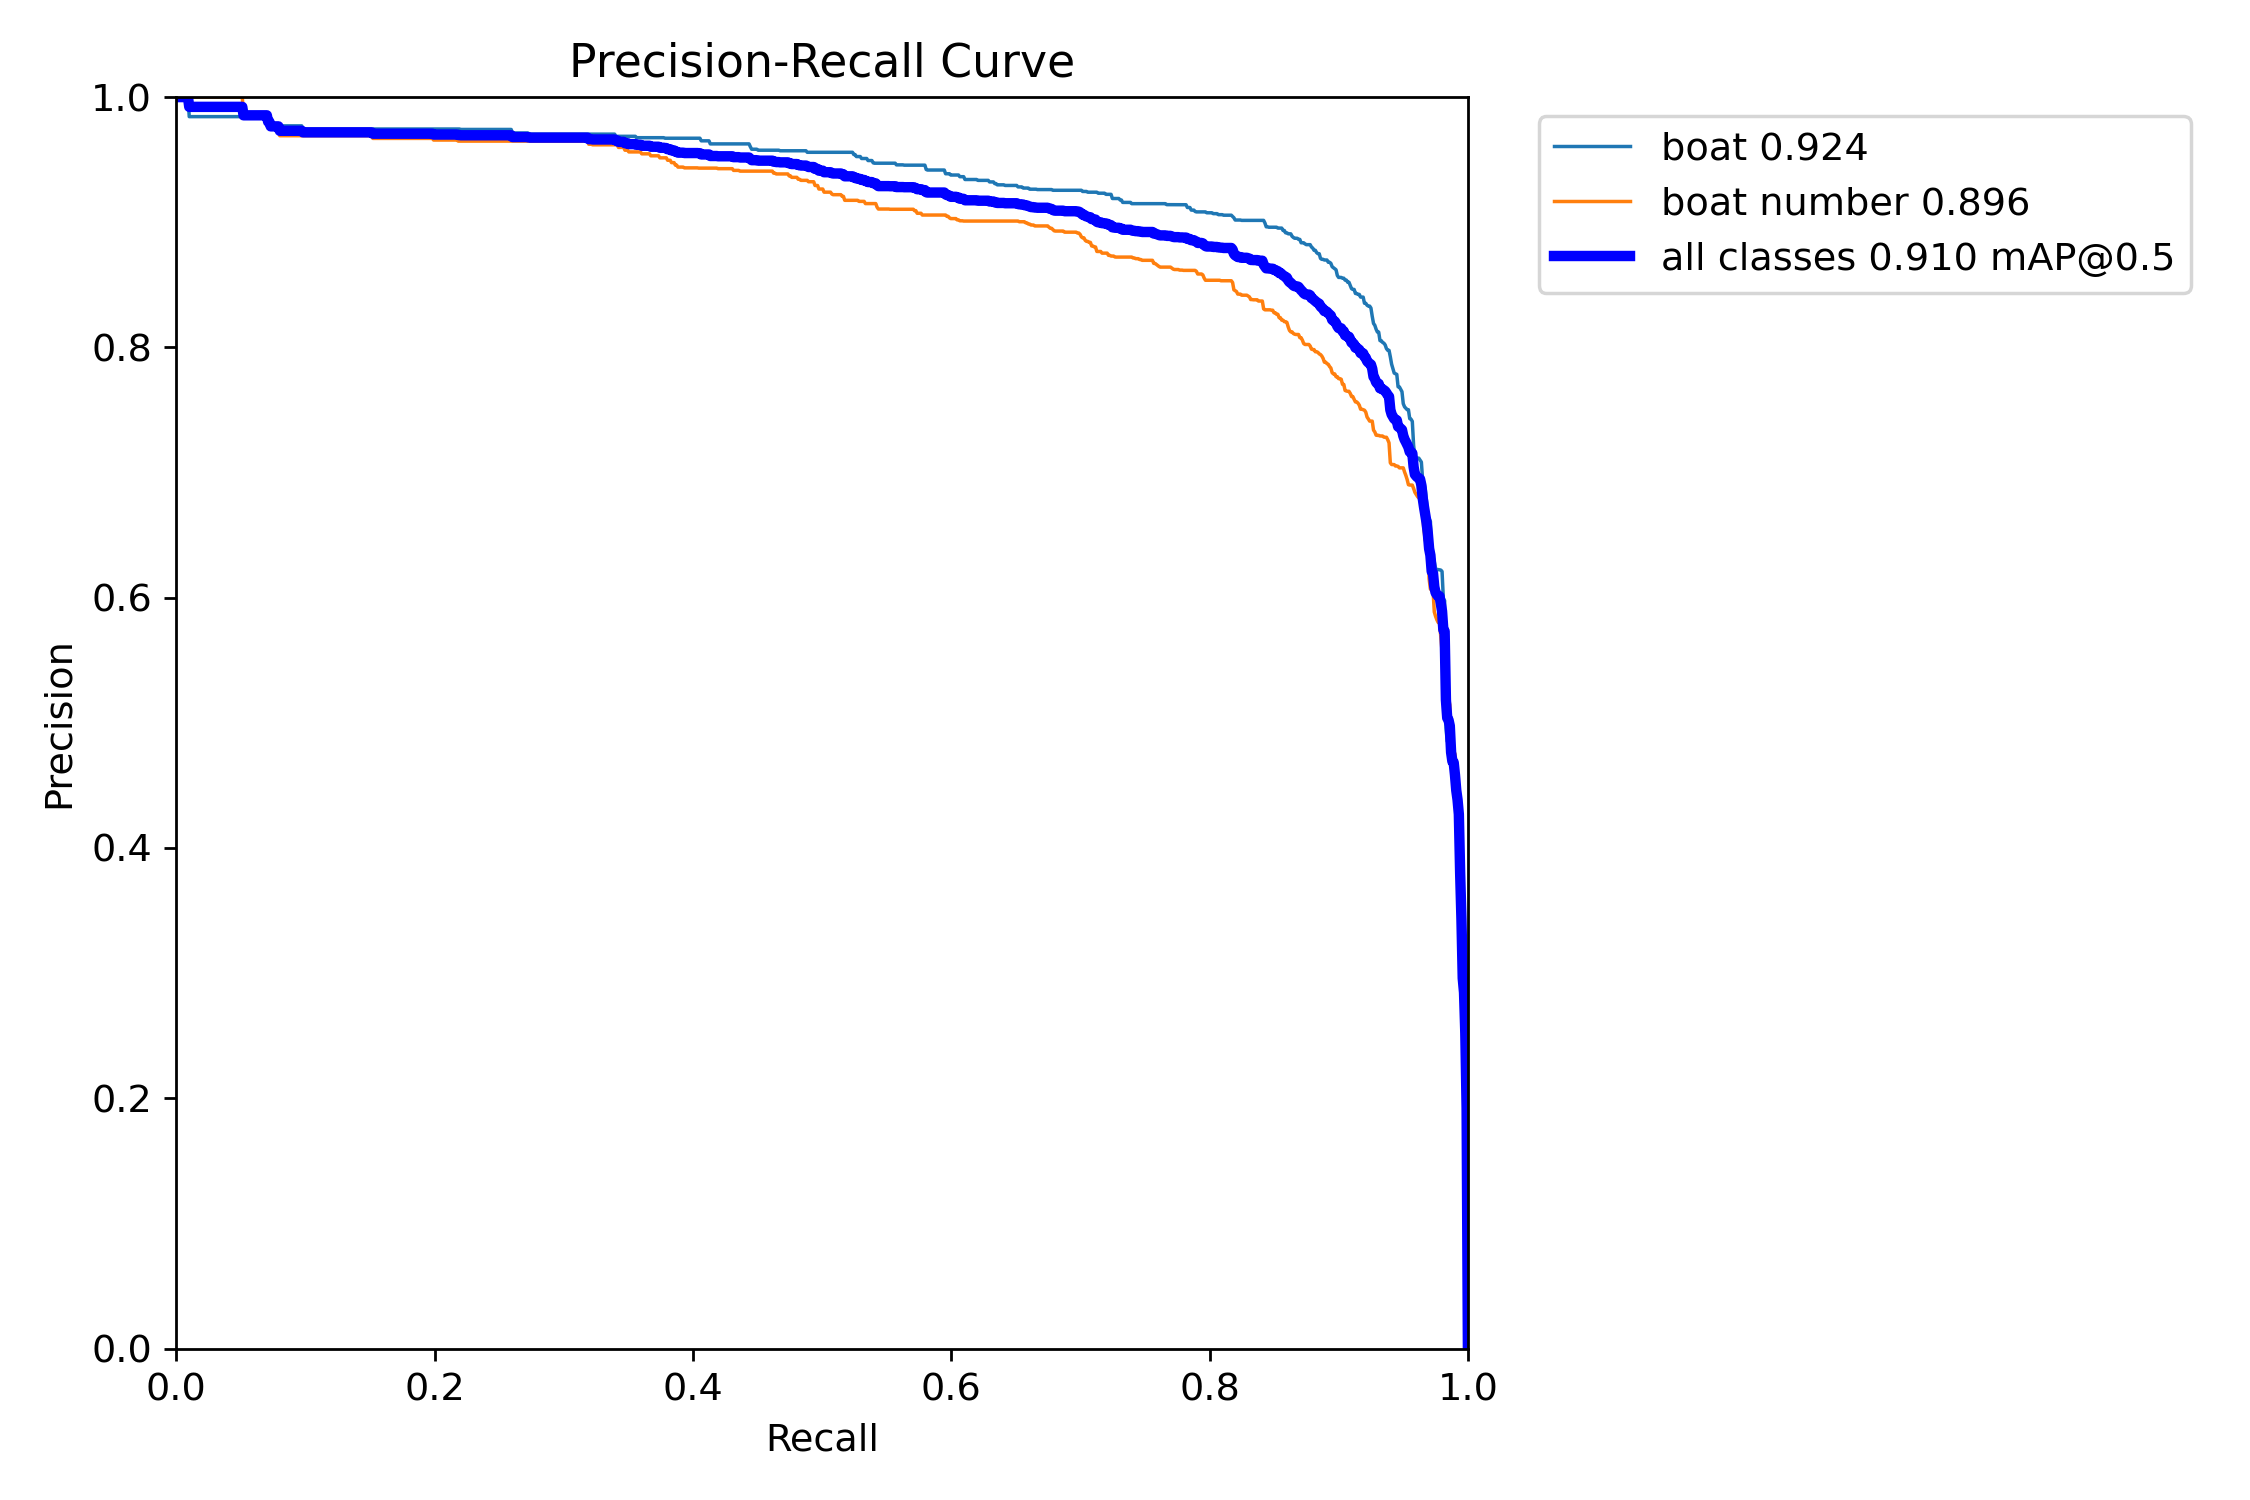 Precision-Recall Curve
1.0
0.8
0.6
0.4
0.2
0.0
Precision
0.0 0.2 0.4 0.6 0.8 1.0
Recall
boat 0.924
boat number 0.896
all classes 0.910 mAP@0.5